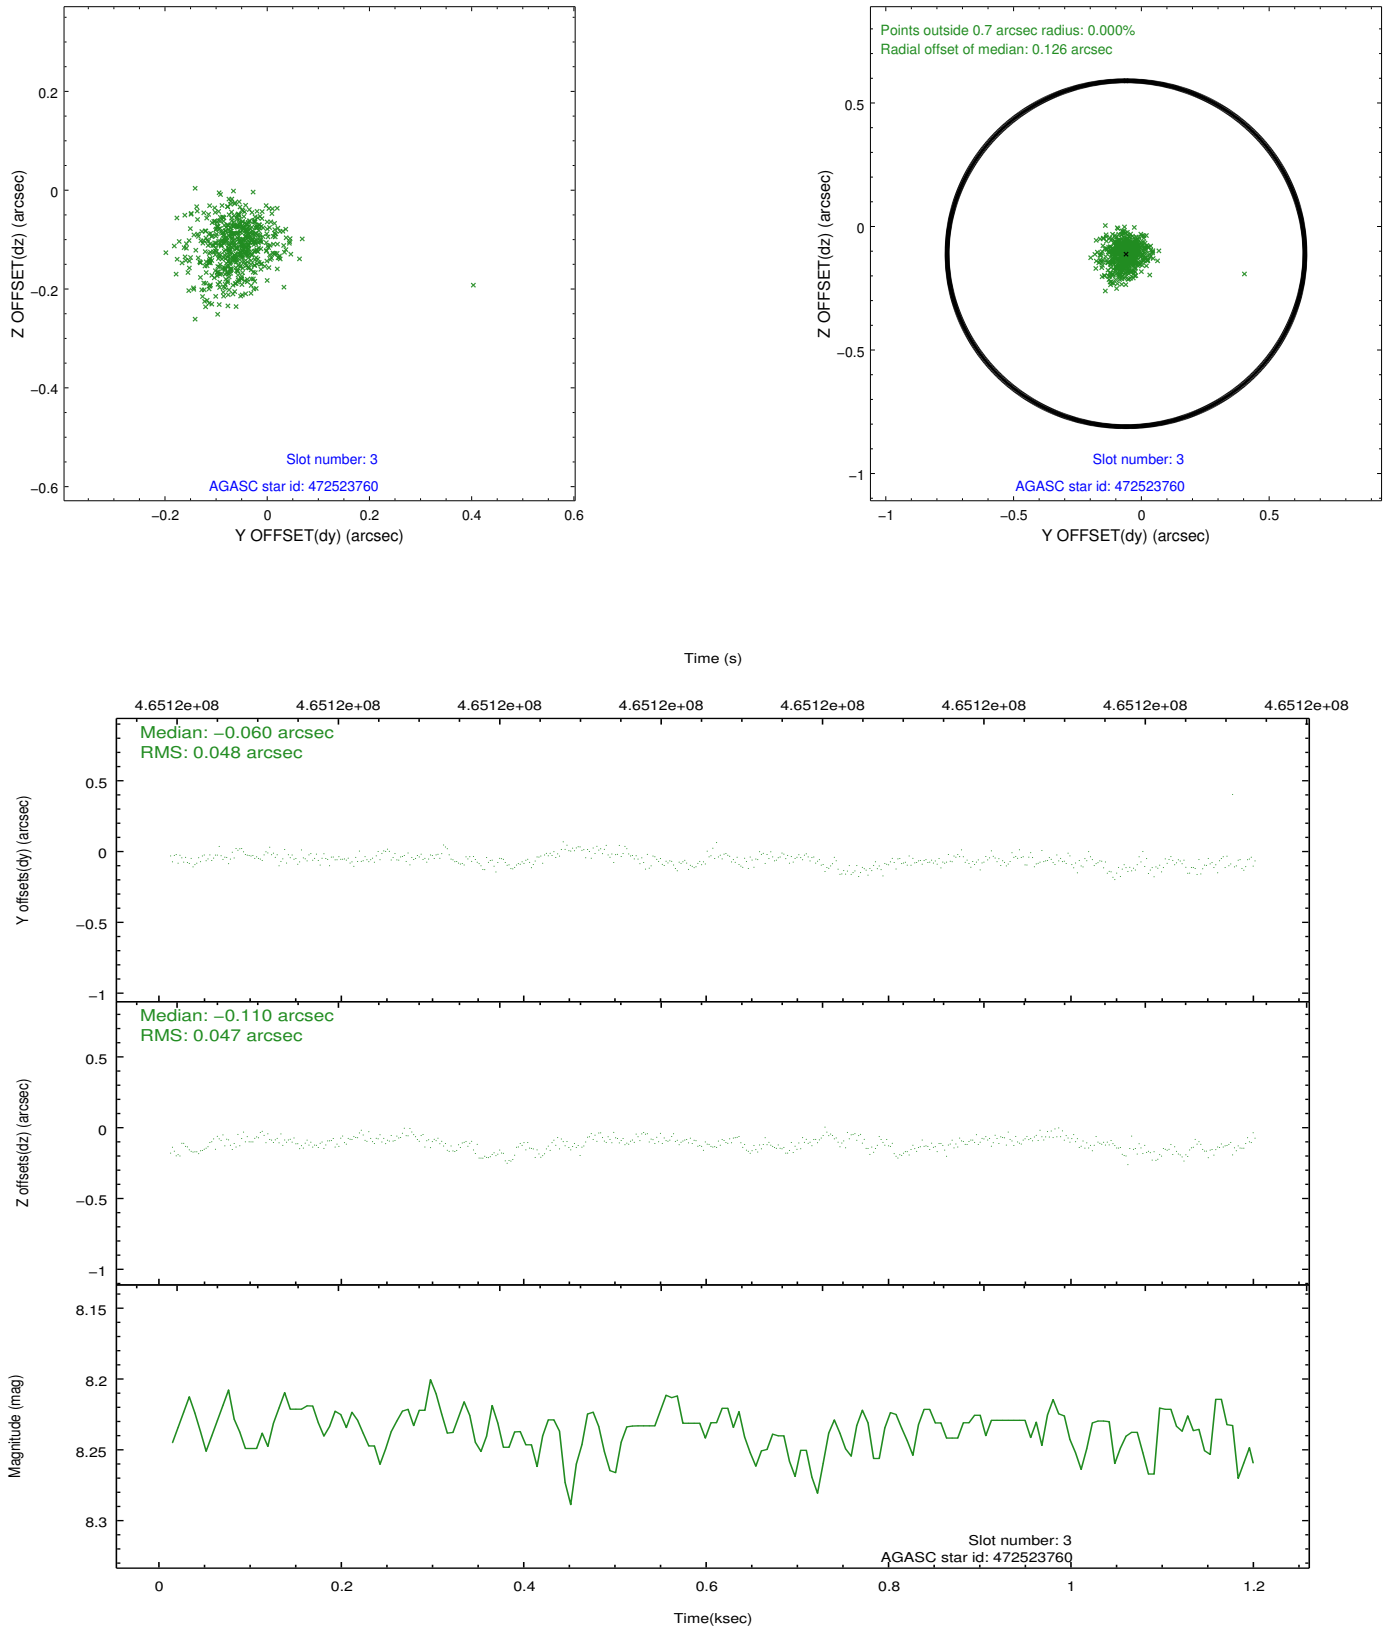 0.2
0
−0.2
−0.4
−0.6
Z OFFSET(dz) (arcsec)
Slot number: 3
AGASC star id: 472523760
−0.2 0 0.2 0.4 0.6
Y OFFSET(dy) (arcsec)
Points outside 0.7 arcsec radius: 0.000%
Radial offset of median: 0.126 arcsec
0.5
0
−0.5
−1
Z OFFSET(dz) (arcsec)
Slot number: 3
AGASC star id: 472523760
−1 −0.5 0 0.5
Y OFFSET(dy) (arcsec)
Time (s)
4.6512e+08 4.6512e+08 4.6512e+08 4.6512e+08 4.6512e+08 4.6512e+08 4.6512e+08 4.6512e+08
Median: −0.060 arcsec
RMS: 0.048 arcsec
0.5
0
−0.5
−1
Y offsets(dy) (arcsec)
Median: −0.110 arcsec
RMS: 0.047 arcsec
0.5
0
−0.5
−1
Z offsets(dz) (arcsec)
8.15
8.2
8.25
8.3
Magnitude (mag)
Slot number: 3
AGASC star id: 472523760
0 0.2 0.4 0.6 0.8 1 1.2
Time(ksec)